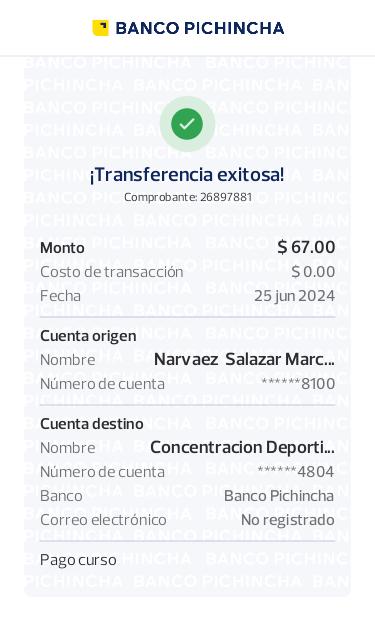 BANCO PICHINCHA
¡Transferencia exitosa!
Comprobante: 26897881
Monto $ 67.00
Costo de transacción $ 0.00
Fecha 25 jun 2024
Cuenta origen
Nombre Narvaez Salazar Marc...
Número de cuenta ******8100
Cuenta destino
Nombre Concentracion Deporti...
Número de cuenta ******4804
Banco Banco Pichincha
Correo electrónico No registrado
Pago curso